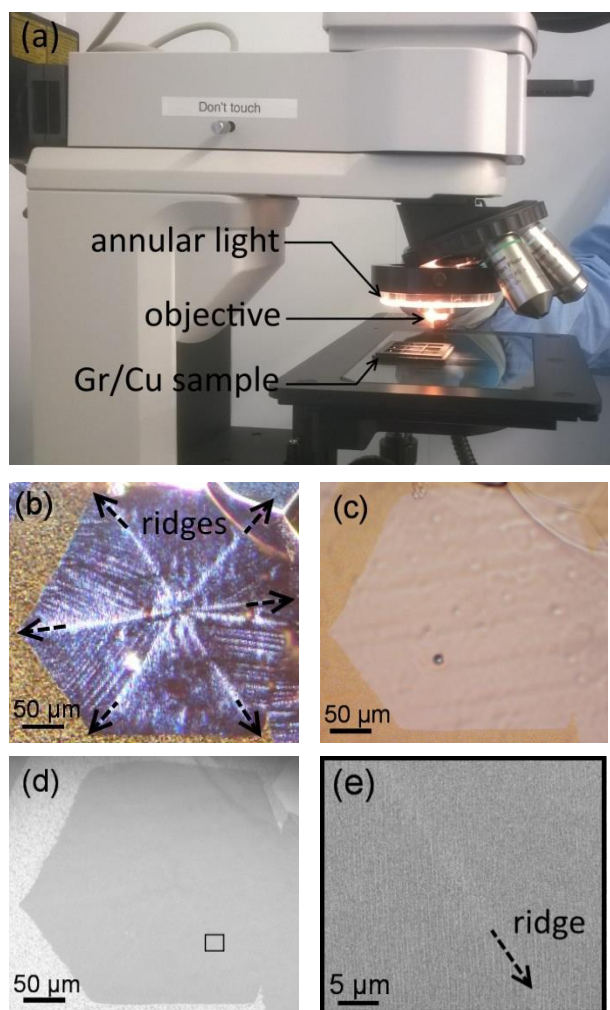 (a)
Don't touch
annular light
objective
Gr/Cu sample
(b)
ridges
50 µm
(c)
50 µm
(d)
50 µm
(e)
ridge
5 µm